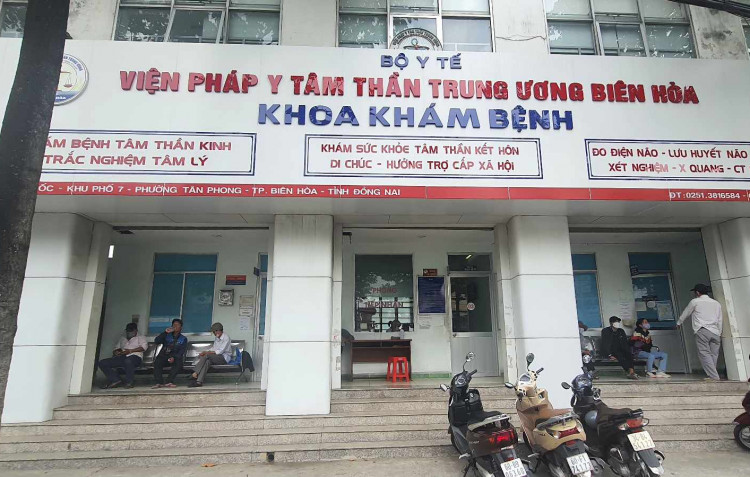 BỘ Y TẾ
VIỆN PHÁP Y TÂM THẦN TRUNG ƯƠNG BIÊN HÒA
KHOA KHÁM BỆNH
ÁM BỆNH TÂM THẦN KINH
TRẮC NGHIỆM TÂM LÝ
KHÁM SỨC KHỎE TÂM THẦN KẾT HÔN
DI CHÚC - HƯỞNG TRỢ CẤP XÃ HỘI
ĐO ĐIỆN NÃO - LƯU HUYẾT NÃO
XÉT NGHIỆM - X QUANG - CT
ỐC - KHU PHỐ 7 - PHƯỜNG TÂN PHONG - TP. BIÊN HÒA - TỈNH ĐỒNG NAI
ĐT: 0251.3816584 -